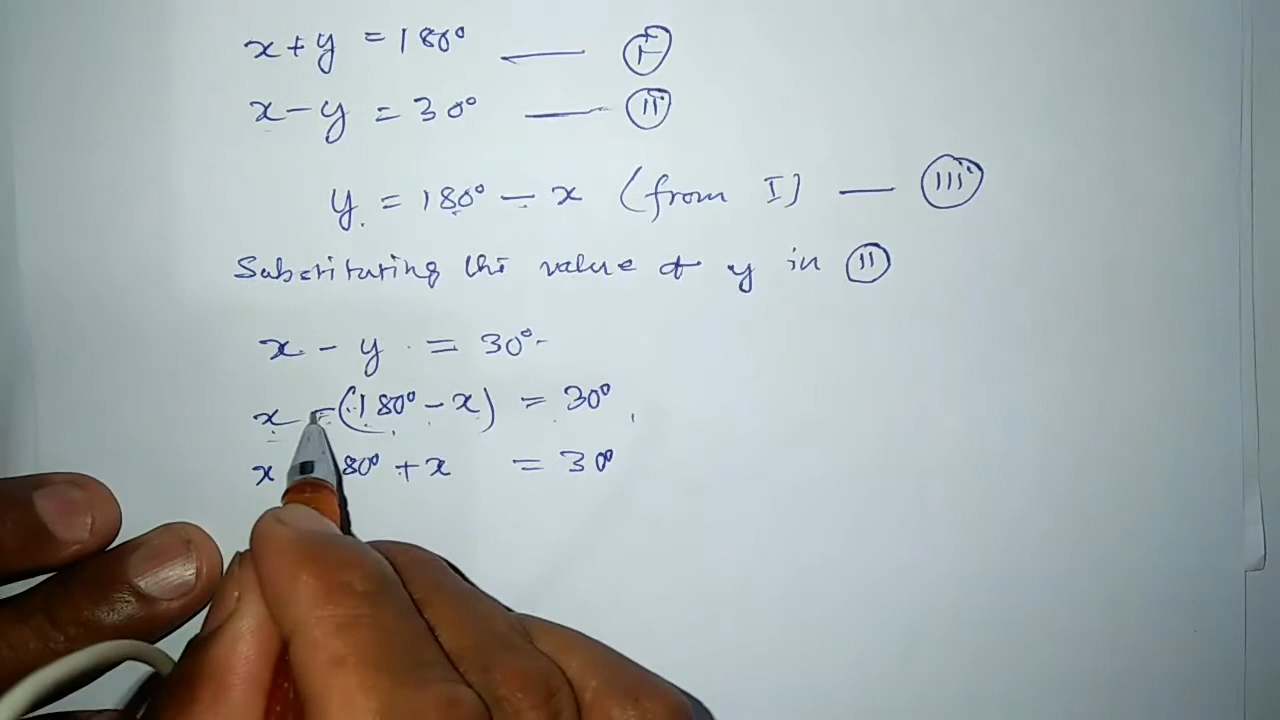 x + y = 180° — I
x - y = 30° — II
y = 180° - x (from I) — III
Substituting the value of y in II
x - y = 30°
x - (180° - x) = 30°
x 80° + x = 30°